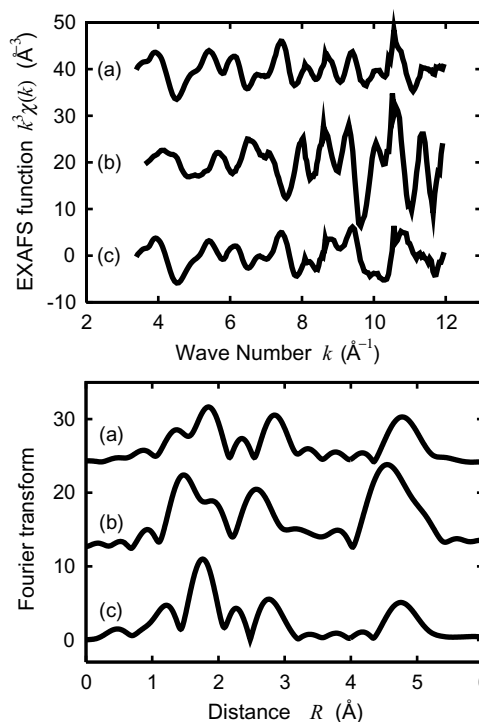 EXAFS function k³χ(k) (Å⁻³)
50
40
30
20
10
0
-10
(a)
(b)
(c)
2 4 6 8 10 12
Wave Number k (Å⁻¹)
Fourier transform
30
20
10
0
(a)
(b)
(c)
0 1 2 3 4 5 6
Distance R (Å)